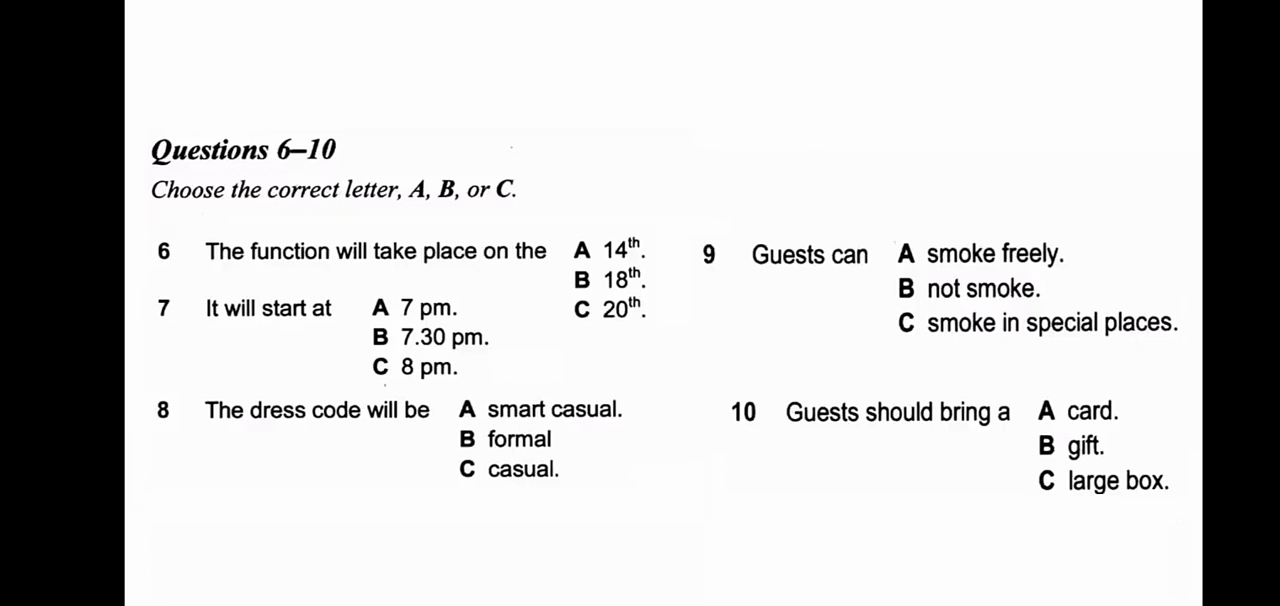 Questions 6–10
Choose the correct letter, A, B, or C.
6 The function will take place on the A 14th.
B 18th.
C 20th.
7 It will start at A 7 pm.
B 7.30 pm.
C 8 pm.
8 The dress code will be A smart casual.
B formal
C casual.
9 Guests can A smoke freely.
B not smoke.
C smoke in special places.
10 Guests should bring a A card.
B gift.
C large box.